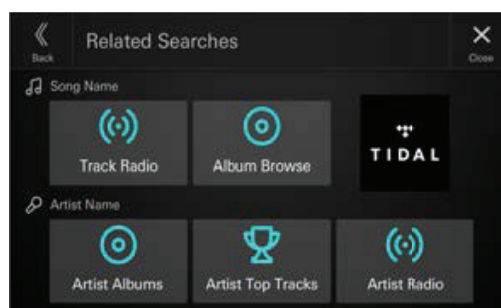 Related Searches
Back
Close
Song Name
Track Radio
Album Browse
TIDAL
Artist Name
Artist Albums
Artist Top Tracks
Artist Radio